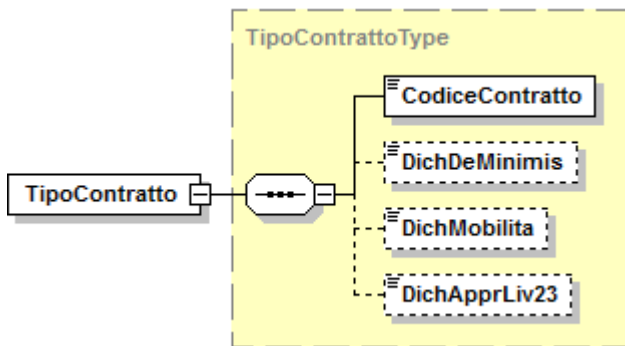 TipoContrattoType
CodiceContratto
DichDeMinimis
TipoContratto
DichMobilita
DichApprLiv23